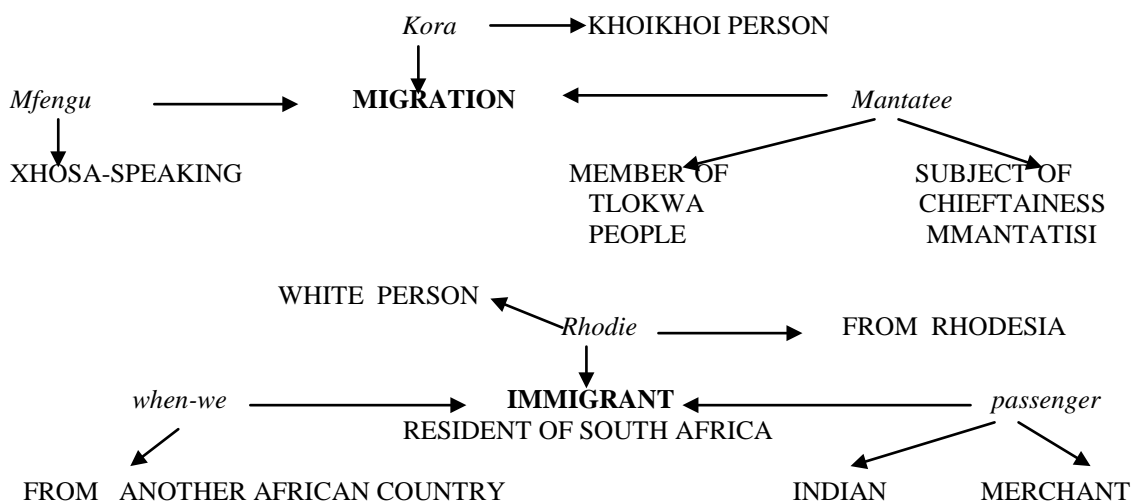 Kora KHOIKHOI PERSON
Mfengu MIGRATION Mantatee
XHOSA-SPEAKING MEMBER OF SUBJECT OF
TLOKWA CHIEFTAINESS
PEOPLE MMANTATISI
WHITE PERSON
Rhodie FROM RHODESIA
when-we IMMIGRANT passenger
RESIDENT OF SOUTH AFRICA
FROM ANOTHER AFRICAN COUNTRY INDIAN MERCHANT